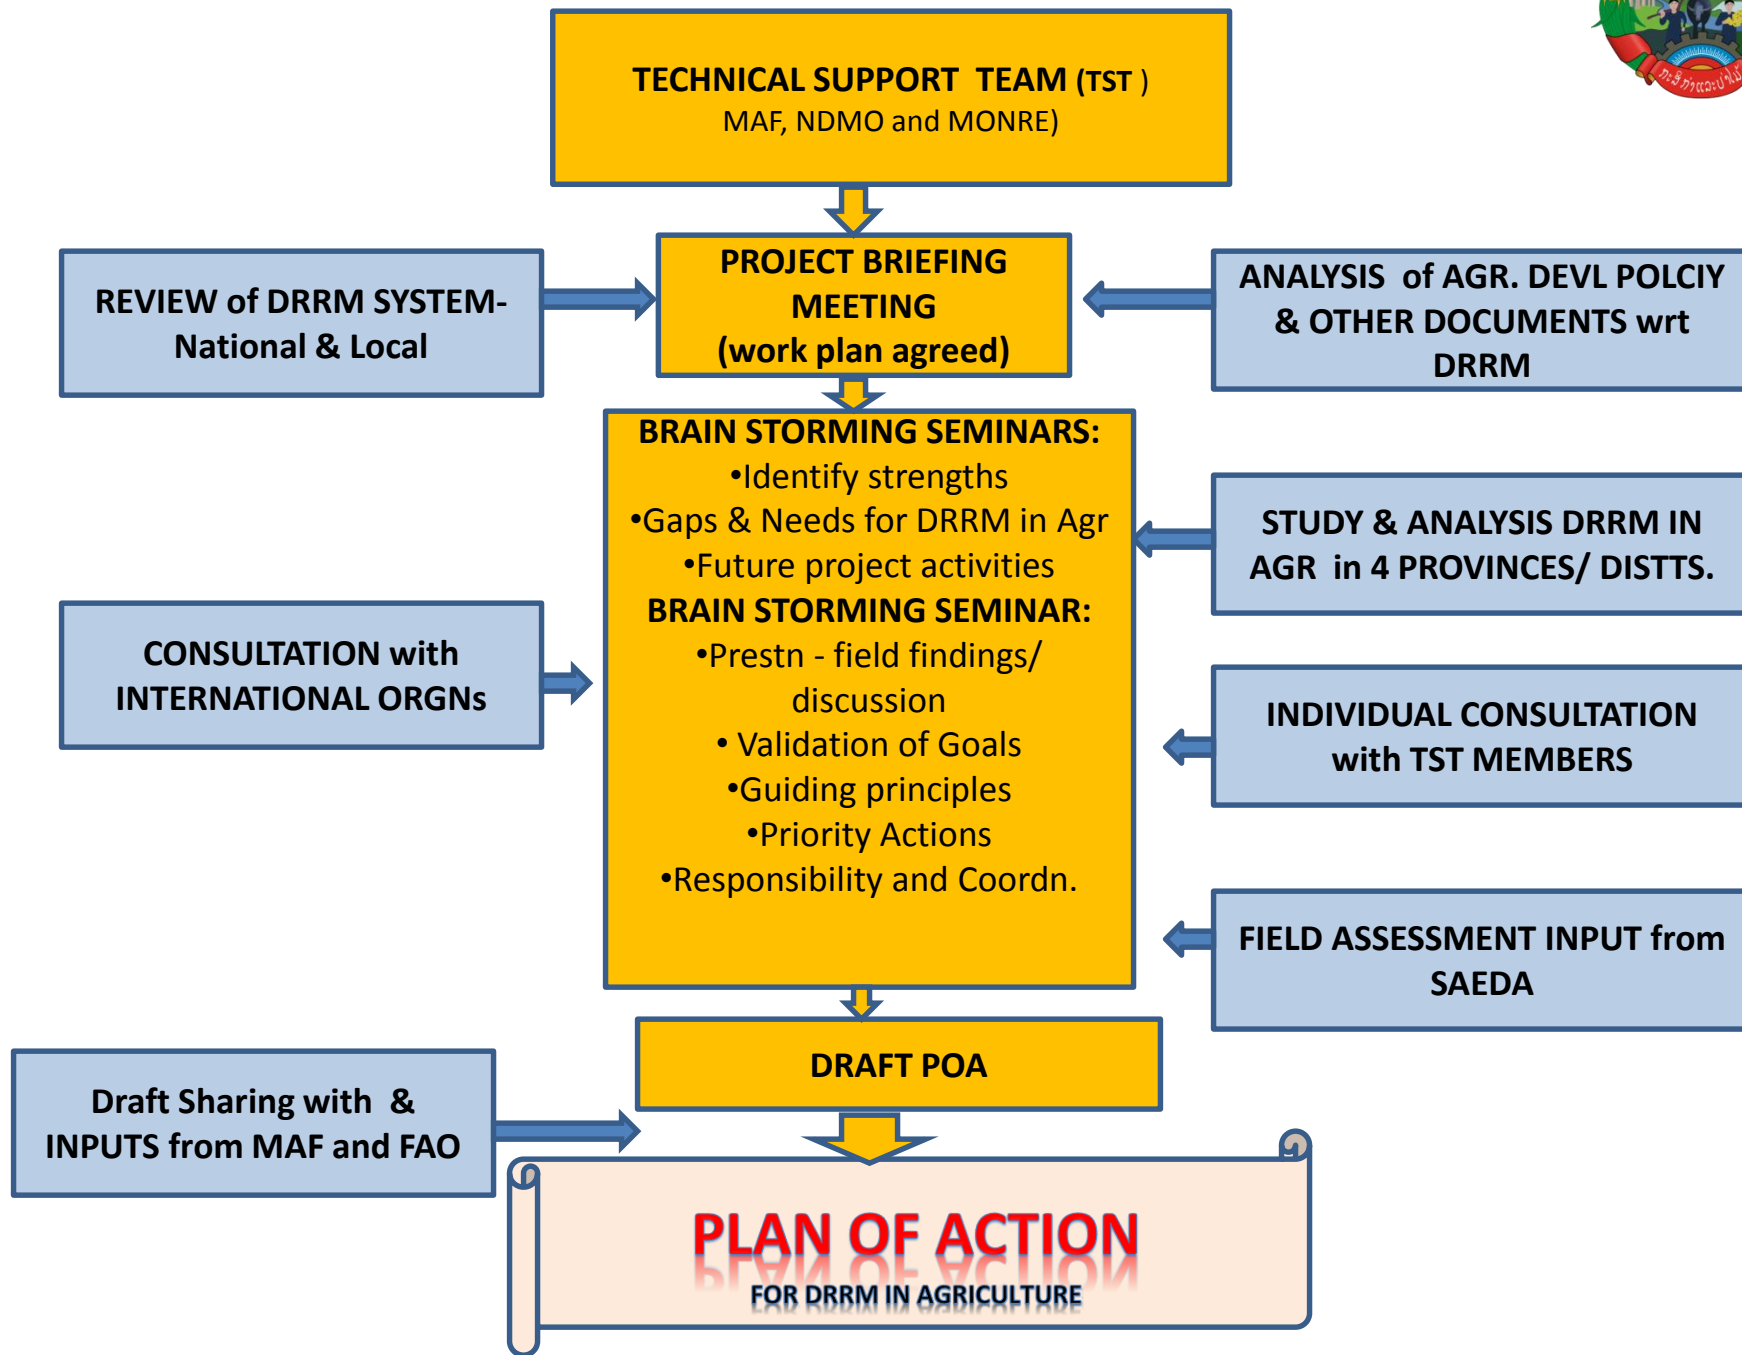 TECHNICAL SUPPORT TEAM (TST )
MAF, NDMO and MONRE)
REVIEW of DRRM SYSTEM-
National & Local
PROJECT BRIEFING
MEETING
(work plan agreed)
ANALYSIS of AGR. DEVL POLCIY
& OTHER DOCUMENTS wrt
DRRM
BRAIN STORMING SEMINARS:
•Identify strengths
•Gaps & Needs for DRRM in Agr
•Future project activities
BRAIN STORMING SEMINAR:
•Prestn - field findings/
discussion
• Validation of Goals
•Guiding principles
•Priority Actions
•Responsibility and Coordn.
STUDY & ANALYSIS DRRM IN
AGR in 4 PROVINCES/ DISTTS.
CONSULTATION with
INTERNATIONAL ORGNs
INDIVIDUAL CONSULTATION
with TST MEMBERS
FIELD ASSESSMENT INPUT from
SAEDA
DRAFT POA
Draft Sharing with &
INPUTS from MAF and FAO
PLAN OF ACTION
FOR DRRM IN AGRICULTURE